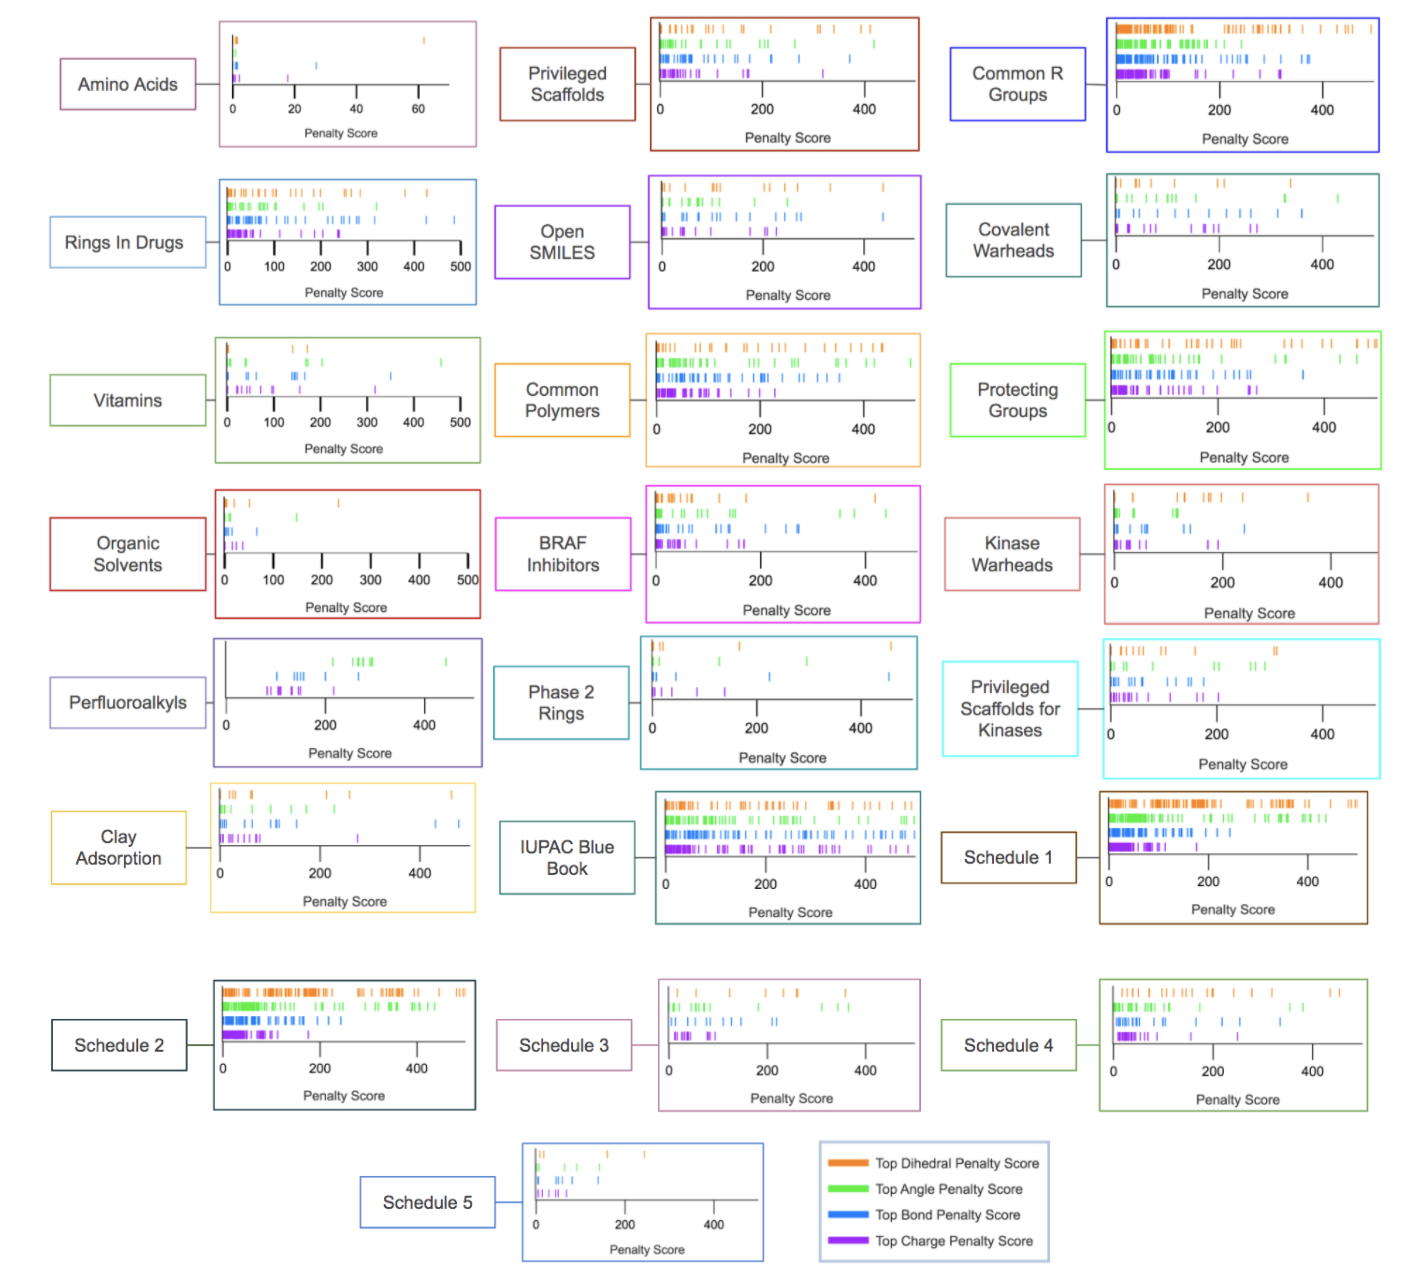 Amino Acids
0 20 40 60
Penalty Score
Privileged
Scaffolds
0 200 400
Penalty Score
Common R
Groups
0 200 400
Penalty Score
Rings In Drugs
0 100 200 300 400 500
Penalty Score
Open
SMILES
0 200 400
Penalty Score
Covalent
Warheads
0 200 400
Penalty Score
Vitamins
0 100 200 300 400 500
Penalty Score
Common
Polymers
0 200 400
Penalty Score
Protecting
Groups
0 200 400
Penalty Score
Organic
Solvents
0 100 200 300 400 500
Penalty Score
BRAF
Inhibitors
0 200 400
Penalty Score
Kinase
Warheads
0 200 400
Penalty Score
Perfluoroalkyls
0 200 400
Penalty Score
Phase 2
Rings
0 200 400
Penalty Score
Privileged
Scaffolds for
Kinases
0 200 400
Penalty Score
Clay
Adsorption
0 200 400
Penalty Score
IUPAC Blue
Book
0 200 400
Penalty Score
Schedule 1
0 200 400
Penalty Score
Schedule 2
0 200 400
Penalty Score
Schedule 3
0 200 400
Penalty Score
Schedule 4
0 200 400
Penalty Score
Schedule 5
0 200 400
Penalty Score
Top Dihedral Penalty Score
Top Angle Penalty Score
Top Bond Penalty Score
Top Charge Penalty Score